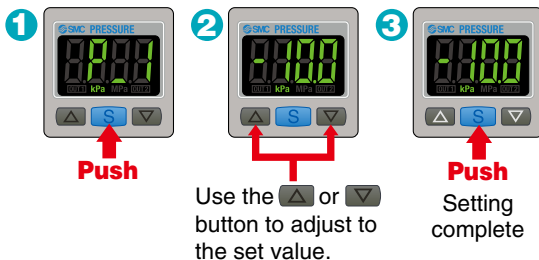 1
SMC PRESSURE
P_1
OUT1 kPa MPa OUT2
S
Push
2
SMC PRESSURE
-10.0
OUT1 kPa MPa OUT2
S
Use the △ or ▽
button to adjust to
the set value.
3
SMC PRESSURE
-10.0
OUT1 kPa MPa OUT2
S
Push
Setting
complete